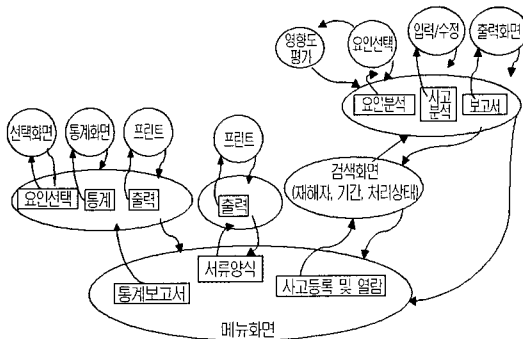 영향도
평가
요인선택
입력/수정
출력화면
요인분석
사고
분석
보고서
선택화면
통계화면
프린트
프린트
검색화면
(재해자, 기간, 처리상태)
요인선택
통계
출력
출력
서류양식
통계보고서
사고등록 및 열람
메뉴화면